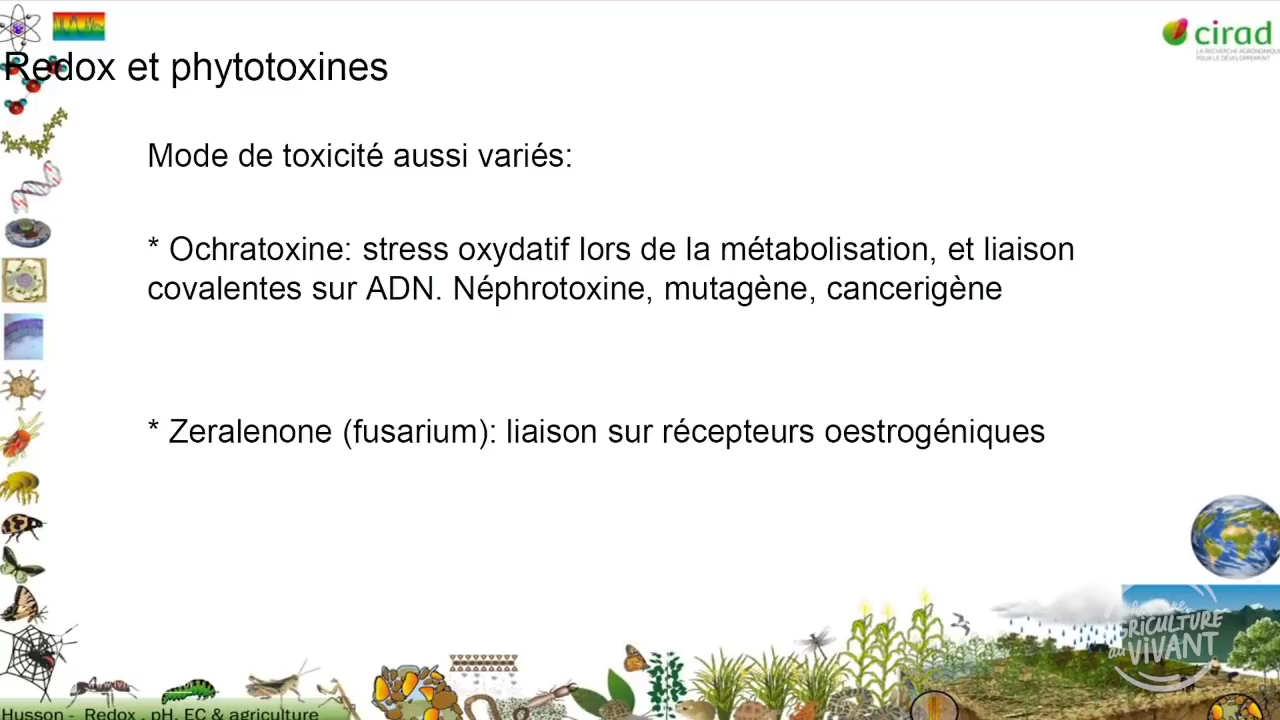 cirad
LA RECHERCHE AGRONOMIQUE
POUR LE DÉVELOPPEMENT
Redox et phytotoxines
Mode de toxicité aussi variés:
* Ochratoxine: stress oxydatif lors de la métabolisation, et liaison
covalentes sur ADN. Néphrotoxine, mutagène, cancerigène
* Zeralenone (fusarium): liaison sur récepteurs oestrogéniques
AGRICULTURE
du VIVANT
Husson - Redox , pH, EC & agriculture